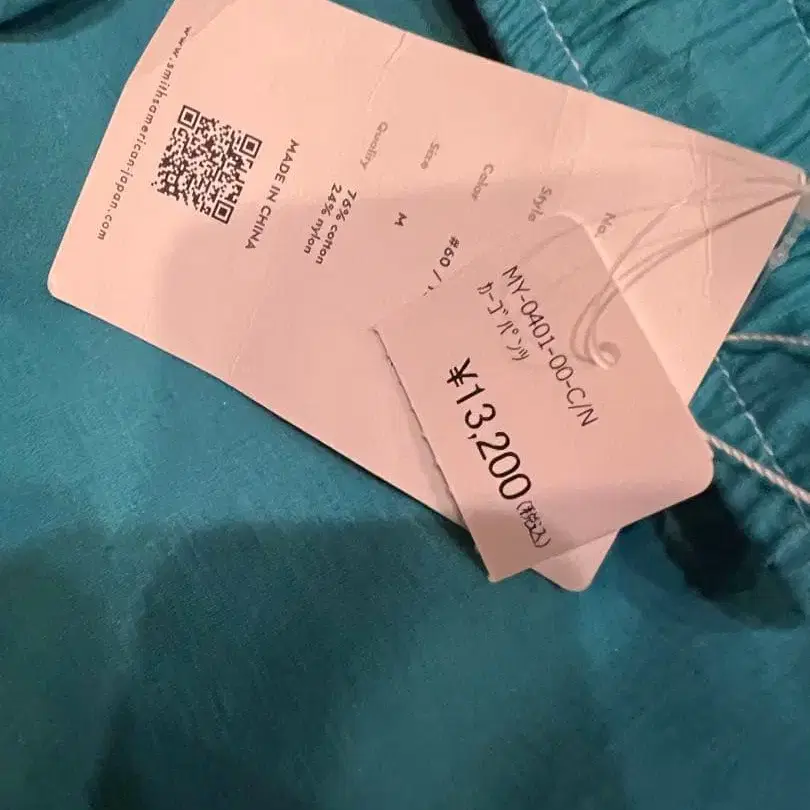 No.
Style
Color
#60 /
Size
M
Quality
76% cotton
24% nylon
MADE IN CHINA
www.smithsamerican-japan.com
MY-0401-00-C/N
カーゴパンツ
¥13,200(税込)